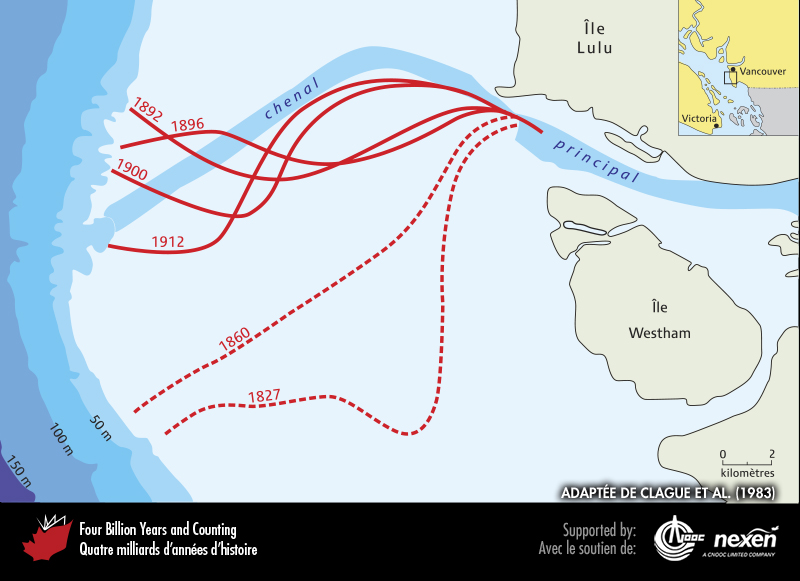 Île
Lulu
Vancouver
Victoria
chenal
principal
1892
1896
1900
1912
1860
1827
Île
Westham
50 m
100 m
150 m
0 2
kilomètres
ADAPTÉE DE CLAGUE ET AL. (1983)
Four Billion Years and Counting
Quatre milliards d'années d'histoire
Supported by:
Avec le soutien de:
CNOOC
nexen
A CNOOC LIMITED COMPANY